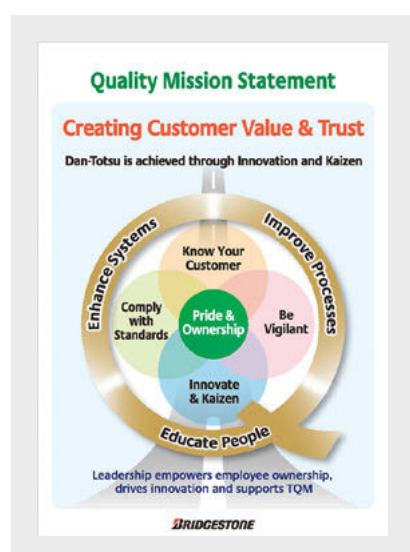 Quality Mission Statement
Creating Customer Value & Trust
Dan-Totsu is achieved through Innovation and Kaizen
Enhance Systems
Improve Processes
Know Your
Customer
Comply
with
Standards
Pride &
Ownership
Be
Vigilant
Innovate
& Kaizen
Educate People
Leadership empowers employee ownership,
drives innovation and supports TQM
BRIDGESTONE